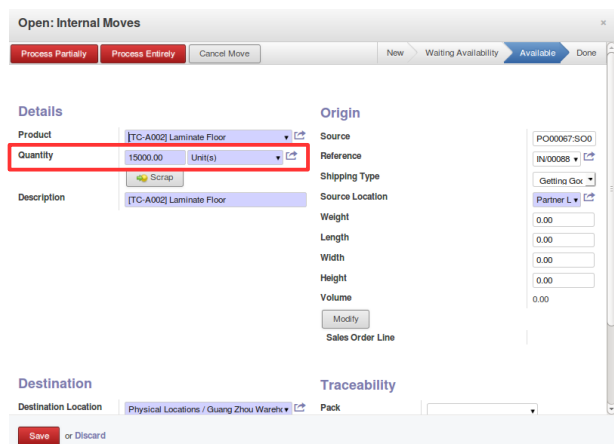 Open: Internal Moves ×
Process Partially Process Entirely Cancel Move New Waiting Availability Available Done
Details
Product [TC-A002] Laminate Floor
Quantity 15000.00 Unit(s)
Scrap
Description [TC-A002] Laminate Floor
Origin
Source PO00067:SO0
Reference IN/00088
Shipping Type Getting Goo
Source Location Partner L
Weight 0.00
Length 0.00
Width 0.00
Height 0.00
Volume 0.00
Modify
Sales Order Line
Destination
Destination Location Physical Locations / Guang Zhou Wareho
Traceability
Pack
Save or Discard